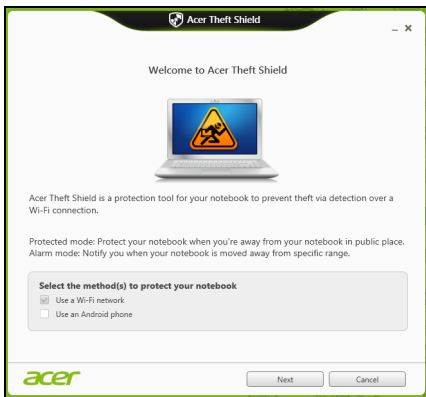 Acer Theft Shield
Welcome to Acer Theft Shield
Acer Theft Shield is a protection tool for your notebook to prevent theft via detection over a
Wi-Fi connection.
Protected mode: Protect your notebook when you're away from your notebook in public place.
Alarm mode: Notify you when your notebook is moved away from specific range.
Select the method(s) to protect your notebook
Use a Wi-Fi network
Use an Android phone
acer
Next
Cancel